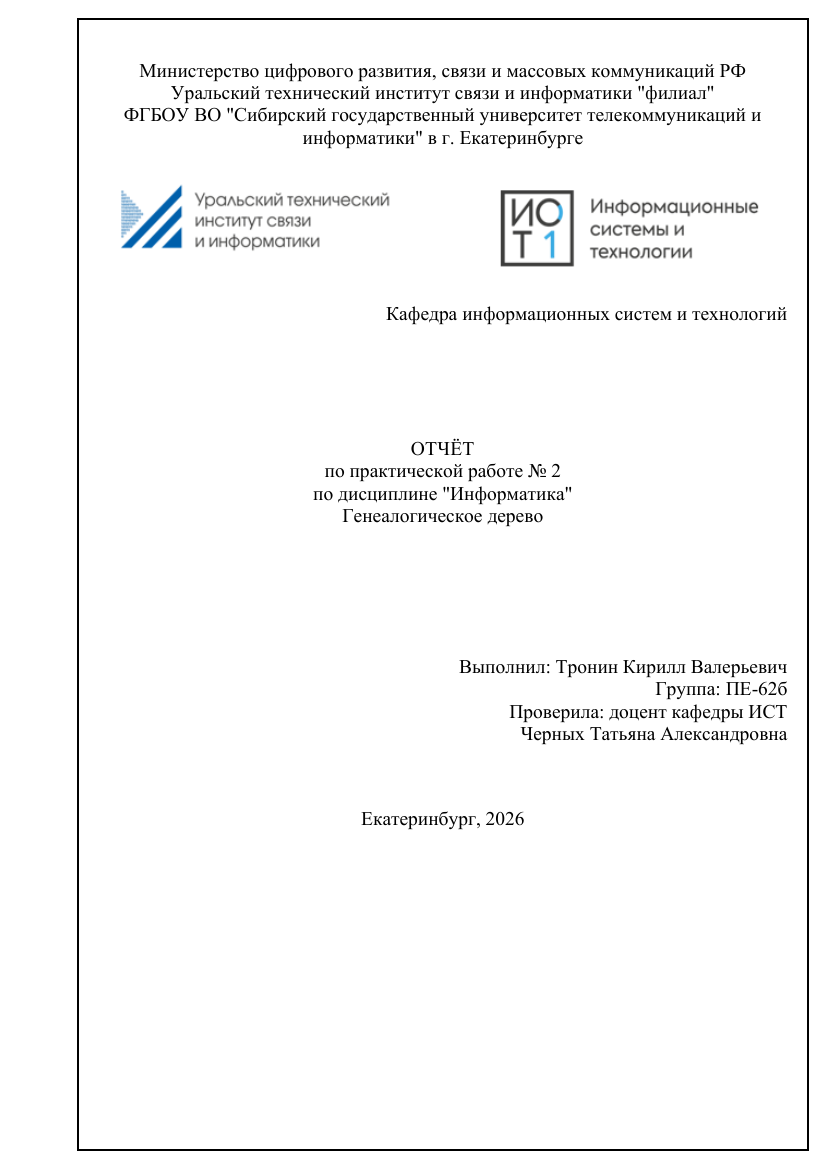 Министерство цифрового развития, связи и массовых коммуникаций РФ
Уральский технический институт связи и информатики "филиал"
ФГБОУ ВО "Сибирский государственный университет телекоммуникаций и
информатики" в г. Екатеринбурге
Уральский технический
институт связи
и информатики
ИО
Т1
Информационные
системы и
технологии
Кафедра информационных систем и технологий
ОТЧЁТ
по практической работе № 2
по дисциплине "Информатика"
Генеалогическое дерево
Выполнил: Тронин Кирилл Валерьевич
Группа: ПЕ-62б
Проверила: доцент кафедры ИСТ
Черных Татьяна Александровна
Екатеринбург, 2026